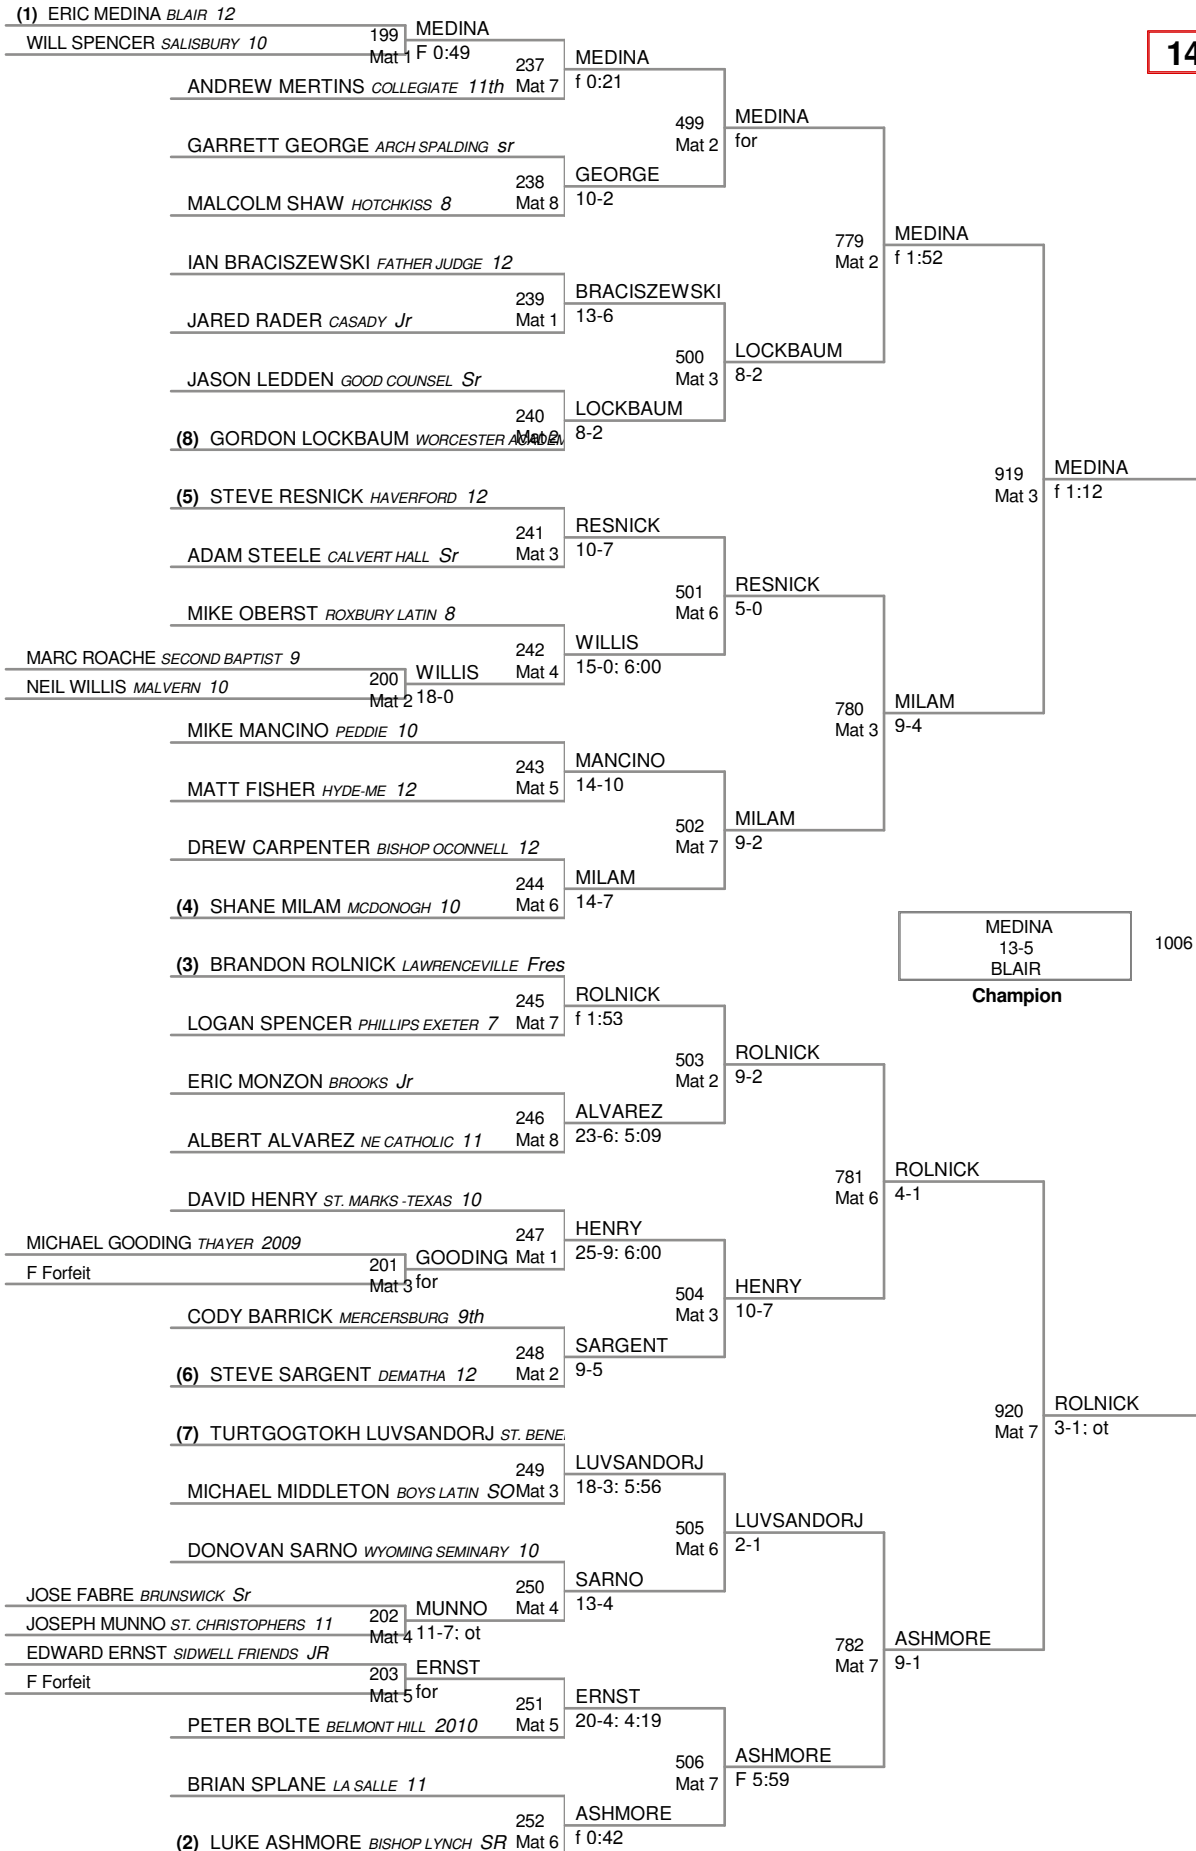 (1) ERIC MEDINA BLAIR 12
WILL SPENCER SALISBURY 10
199
Mat 1
MEDINA
F 0:49
ANDREW MERTINS COLLEGIATE 11th
237
Mat 7
MEDINA
f 0:21
14
GARRETT GEORGE ARCH SPALDING sr
MALCOLM SHAW HOTCHKISS 8
238
Mat 8
GEORGE
10-2
499
Mat 2
MEDINA
for
IAN BRACISZEWSKI FATHER JUDGE 12
JARED RADER CASADY Jr
239
Mat 1
BRACISZEWSKI
13-6
JASON LEDDEN GOOD COUNSEL Sr
(8) GORDON LOCKBAUM WORCESTER ACADEM
240
Mat 2
LOCKBAUM
8-2
500
Mat 3
LOCKBAUM
8-2
779
Mat 2
MEDINA
f 1:52
(5) STEVE RESNICK HAVERFORD 12
ADAM STEELE CALVERT HALL Sr
241
Mat 3
RESNICK
10-7
MIKE OBERST ROXBURY LATIN 8
MARC ROACHE SECOND BAPTIST 9
NEIL WILLIS MALVERN 10
200
Mat 2
WILLIS
18-0
242
Mat 4
WILLIS
15-0; 6:00
501
Mat 6
RESNICK
5-0
MIKE MANCINO PEDDIE 10
MATT FISHER HYDE-ME 12
243
Mat 5
MANCINO
14-10
DREW CARPENTER BISHOP OCONNELL 12
(4) SHANE MILAM MCDONOGH 10
244
Mat 6
MILAM
14-7
502
Mat 7
MILAM
9-2
780
Mat 3
MILAM
9-4
919
Mat 3
MEDINA
f 1:12
MEDINA
13-5
BLAIR
1006
Champion
(3) BRANDON ROLNICK LAWRENCEVILLE Fres
LOGAN SPENCER PHILLIPS EXETER 7
245
Mat 7
ROLNICK
f 1:53
ERIC MONZON BROOKS Jr
ALBERT ALVAREZ NE CATHOLIC 11
246
Mat 8
ALVAREZ
23-6; 5:09
503
Mat 2
ROLNICK
9-2
DAVID HENRY ST. MARKS -TEXAS 10
MICHAEL GOODING THAYER 2009
F Forfeit
201
Mat 3
GOODING
for
247
Mat 1
HENRY
25-9; 6:00
CODY BARRICK MERCERSBURG 9th
(6) STEVE SARGENT DEMATHA 12
248
Mat 2
SARGENT
9-5
504
Mat 3
HENRY
10-7
781
Mat 6
ROLNICK
4-1
(7) TURTGOGTOKH LUVSANDORJ ST. BENE
MICHAEL MIDDLETON BOYS LATIN SO
249
Mat 3
LUVSANDORJ
18-3; 5:56
DONOVAN SARNO WYOMING SEMINARY 10
JOSE FABRE BRUNSWICK Sr
JOSEPH MUNNO ST. CHRISTOPHERS 11
202
Mat 4
MUNNO
11-7; ot
250
Mat 4
SARNO
13-4
505
Mat 6
LUVSANDORJ
2-1
EDWARD ERNST SIDWELL FRIENDS JR
F Forfeit
203
Mat 5
ERNST
for
PETER BOLTE BELMONT HILL 2010
251
Mat 5
ERNST
20-4; 4:19
BRIAN SPLANE LA SALLE 11
(2) LUKE ASHMORE BISHOP LYNCH SR
252
Mat 6
ASHMORE
f 0:42
506
Mat 7
ASHMORE
F 5:59
782
Mat 7
ASHMORE
9-1
920
Mat 7
ROLNICK
3-1; ot